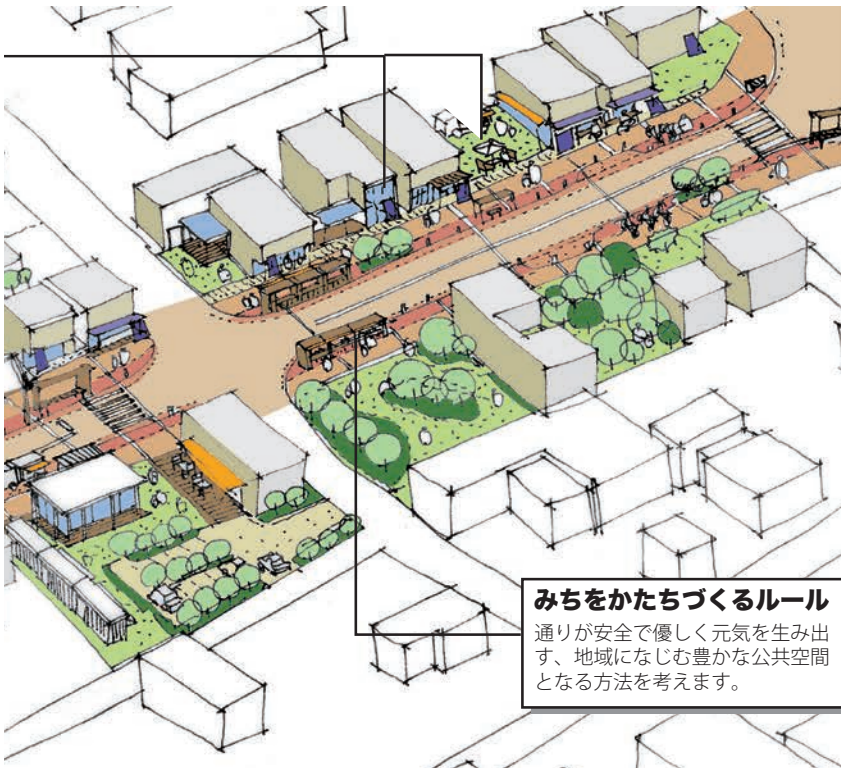 みちをかたちづくるルール
通りが安全で優しく元気を生み出
す、地域になじむ豊かな公共空間
となる方法を考えます。